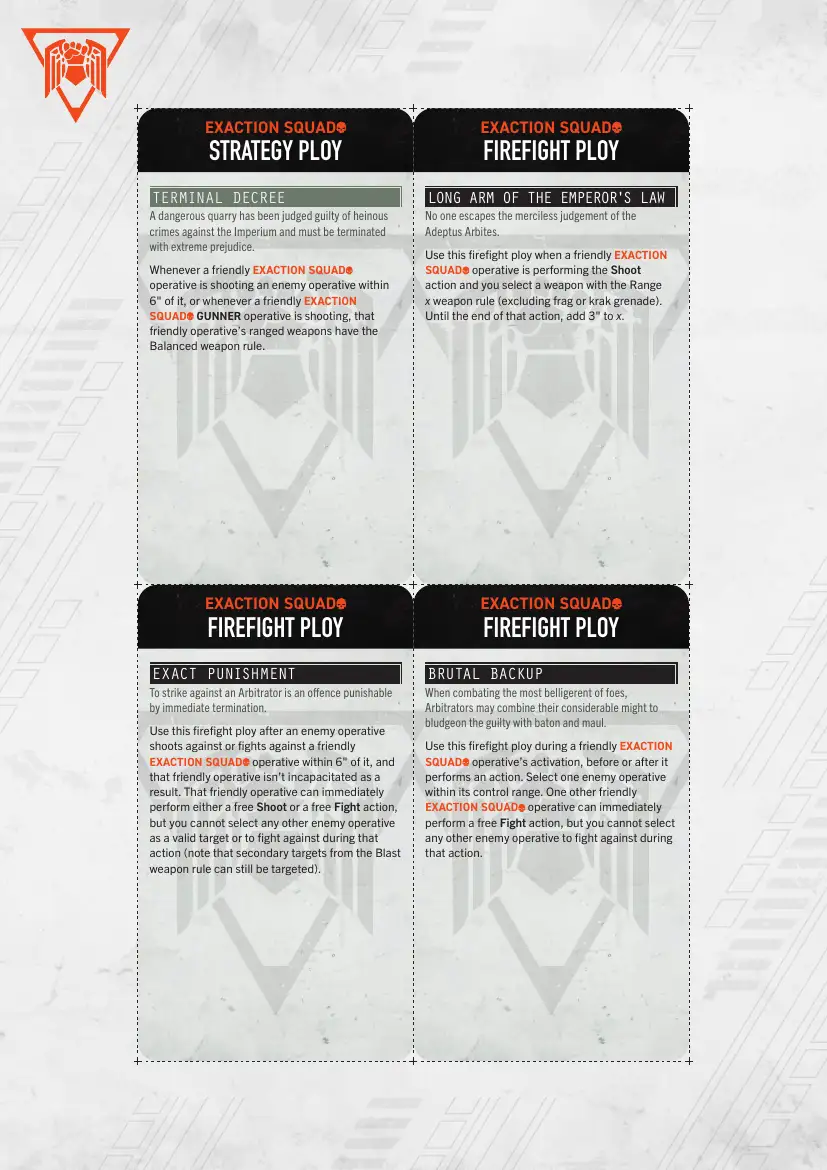 EXACTION SQUAD
STRATEGY PLOY
TERMINAL DECREE
A dangerous quarry has been judged guilty of heinous
crimes against the Imperium and must be terminated
with extreme prejudice.
Whenever a friendly EXACTION SQUAD
operative is shooting an enemy operative within
6" of it, or whenever a friendly EXACTION
SQUAD GUNNER operative is shooting, that
friendly operative's ranged weapons have the
Balanced weapon rule.
EXACTION SQUAD
FIREFIGHT PLOY
LONG ARM OF THE EMPEROR'S LAW
No one escapes the merciless judgement of the
Adeptus Arbites.
Use this firefight ploy when a friendly EXACTION
SQUAD operative is performing the Shoot
action and you select a weapon with the Range
x weapon rule (excluding frag or krak grenade).
Until the end of that action, add 3" to x.
EXACTION SQUAD
FIREFIGHT PLOY
EXACT PUNISHMENT
To strike against an Arbitrator is an offence punishable
by immediate termination.
Use this firefight ploy after an enemy operative
shoots against or fights against a friendly
EXACTION SQUAD operative within 6" of it, and
that friendly operative isn't incapacitated as a
result. That friendly operative can immediately
perform either a free Shoot or a free Fight action,
but you cannot select any other enemy operative
as a valid target or to fight against during that
action (note that secondary targets from the Blast
weapon rule can still be targeted).
EXACTION SQUAD
FIREFIGHT PLOY
BRUTAL BACKUP
When combating the most belligerent of foes,
Arbitrators may combine their considerable might to
bludgeon the guilty with baton and maul.
Use this firefight ploy during a friendly EXACTION
SQUAD operative's activation, before or after it
performs an action. Select one enemy operative
within its control range. One other friendly
EXACTION SQUAD operative can immediately
perform a free Fight action, but you cannot select
any other enemy operative to fight against during
that action.